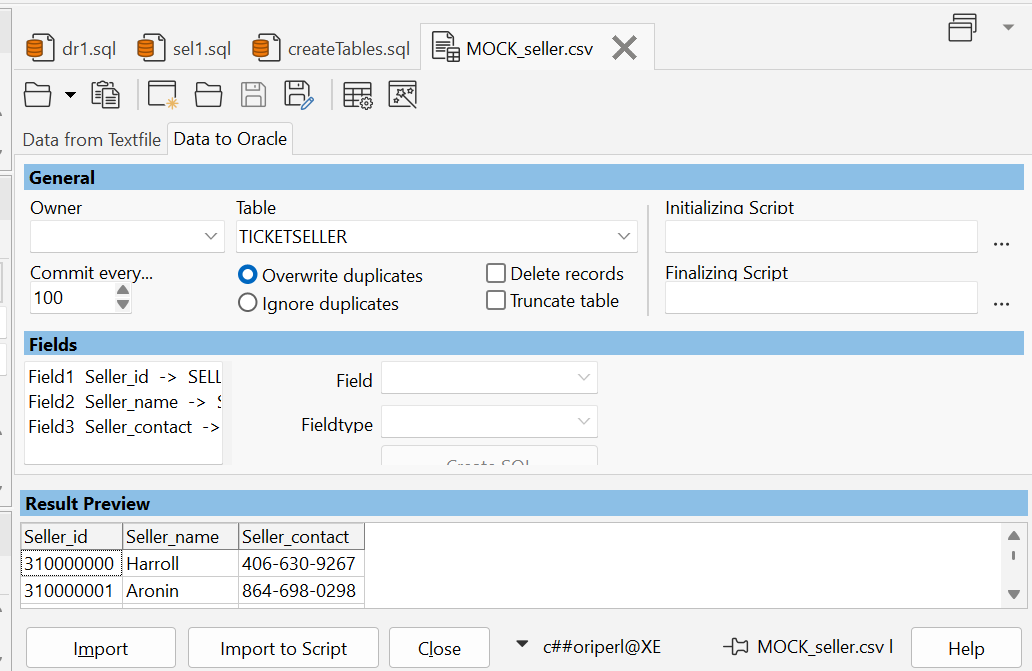 dr1.sql sel1.sql createTables.sql MOCK_seller.csv
Data from Textfile Data to Oracle
General
Owner Table Initializing Script
TICKETSELLER
Commit every... Overwrite duplicates Delete records Finalizing Script
100 Ignore duplicates Truncate table
...
...
Fields
Field1 Seller_id -> SELL
Field2 Seller_name -> S
Field3 Seller_contact ->
Field
Fieldtype
Create SQL
Result Preview
Seller_id Seller_name Seller_contact
310000000 Harroll 406-630-9267
310000001 Aronin 864-698-0298
Import Import to Script Close c##oriperl@XE MOCK_seller.csv l Help